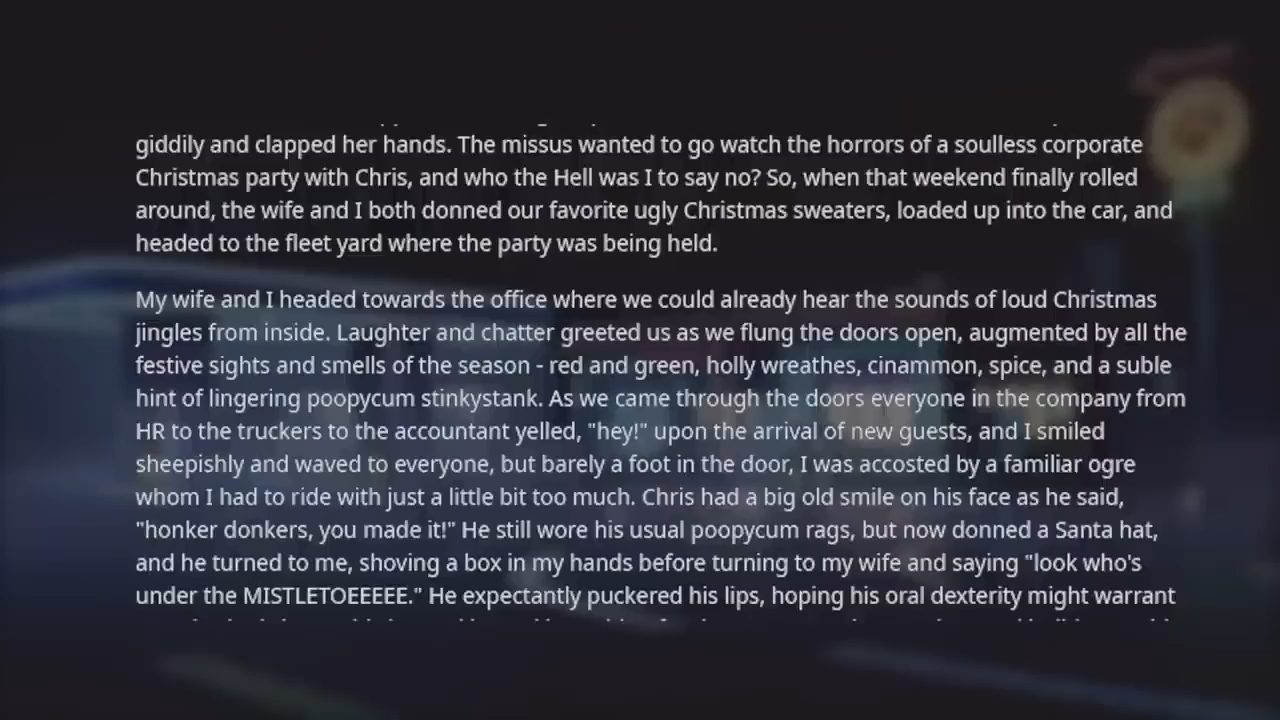 giddily and clapped her hands. The missus wanted to go watch the horrors of a soulless corporate
Christmas party with Chris, and who the Hell was I to say no? So, when that weekend finally rolled
around, the wife and I both donned our favorite ugly Christmas sweaters, loaded up into the car, and
headed to the fleet yard where the party was being held.
My wife and I headed towards the office where we could already hear the sounds of loud Christmas
jingles from inside. Laughter and chatter greeted us as we flung the doors open, augmented by all the
festive sights and smells of the season - red and green, holly wreathes, cinammon, spice, and a suble
hint of lingering poopycum stinkystank. As we came through the doors everyone in the company from
HR to the truckers to the accountant yelled, "hey!" upon the arrival of new guests, and I smiled
sheepishly and waved to everyone, but barely a foot in the door, I was accosted by a familiar ogre
whom I had to ride with just a little bit too much. Chris had a big old smile on his face as he said,
"honker donkers, you made it!" He still wore his usual poopycum rags, but now donned a Santa hat,
and he turned to me, shoving a box in my hands before turning to my wife and saying "look who's
under the MISTLETOEEEEE." He expectantly puckered his lips, hoping his oral dexterity might warrant